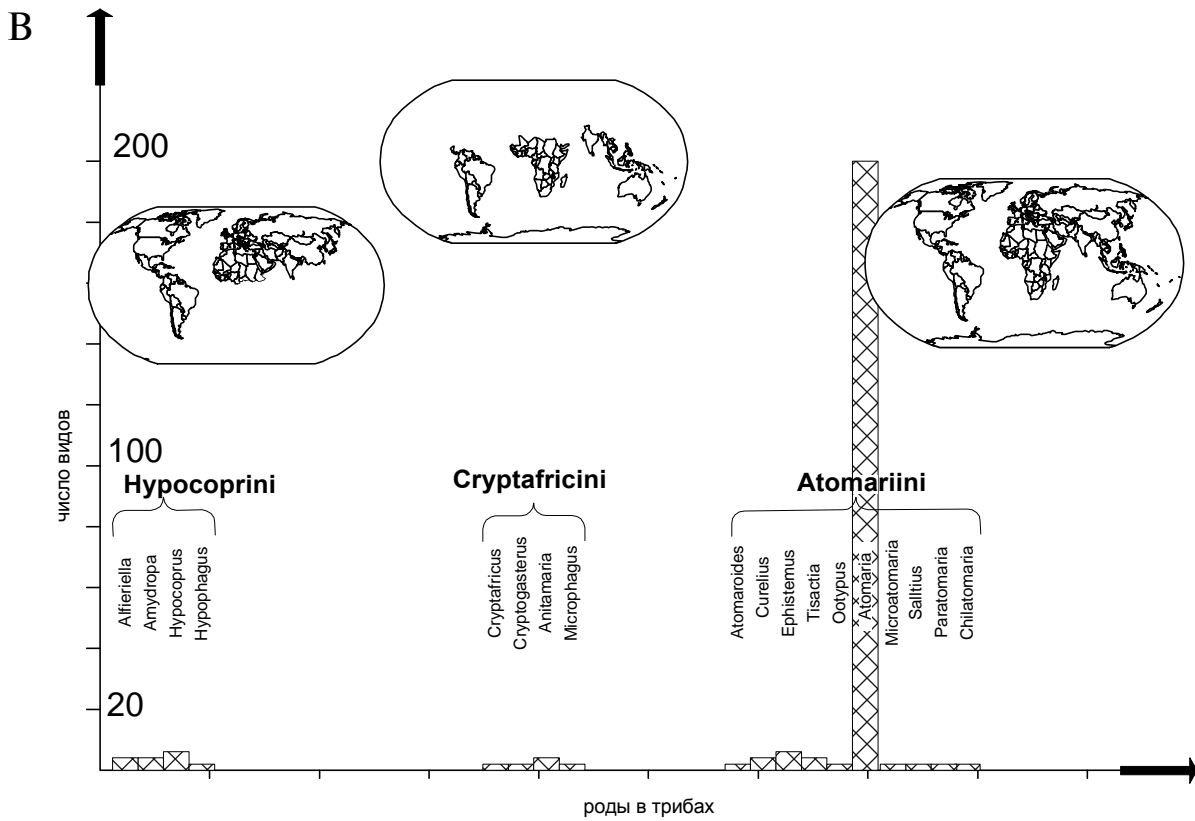 В
200
число видов
100
Hypocoprini
Cryptafricini
Atomariini
Alfieriella
Amydropa
Hypocoprus
Hypophagus
Cryptafricus
Cryptogasterus
Anitamaria
Microphagus
Atomaroides
Curelius
Ephistemus
Tisactia
Ootypus
Atomaria
Microatomaria
Salltius
Paratomaria
Chilatomaria
20
роды в трибах